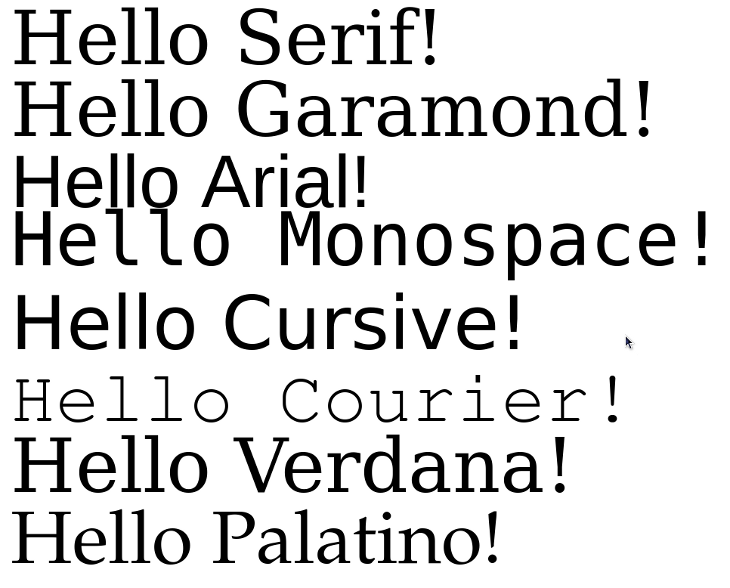 Hello Serif!
Hello Garamond!
Hello Arial!
Hello Monospace!
Hello Cursive!
Hello Courier!
Hello Verdana!
Hello Palatino!